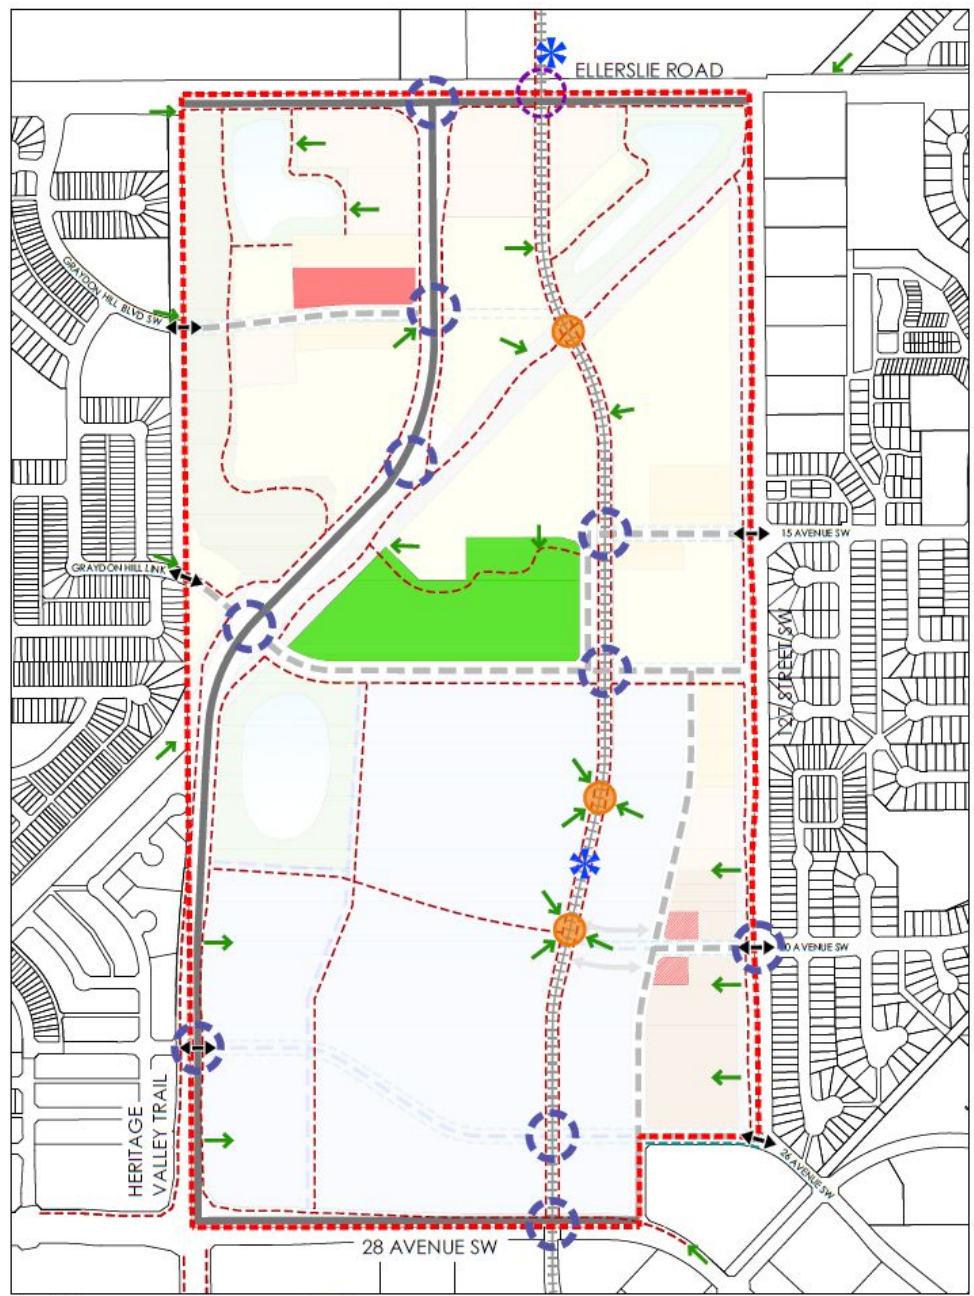 ELLERSLIE ROAD
GRAYDON HILL BLVD SW
15 AVENUE SW
GRAYDON HILL LINK
127 STREET SW
0 AVENUE SW
HERITAGE
VALLEY TRAIL
26 AVENUE SW
28 AVENUE SW